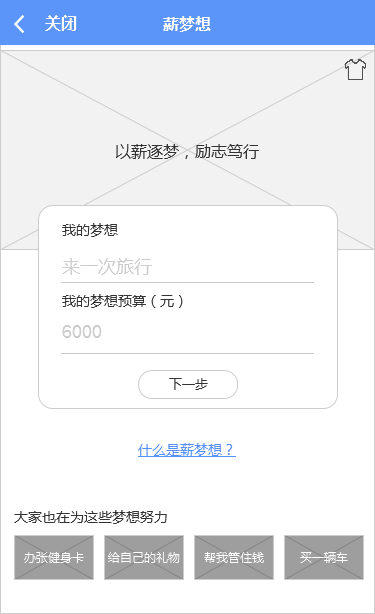 关闭 薪梦想
以薪逐梦，励志笃行
我的梦想
来一次旅行
我的梦想预算（元）
6000
下一步
什么是薪梦想？
大家也在为这些梦想努力
办张健身卡 给自己的礼物 帮我管住钱 买一辆车